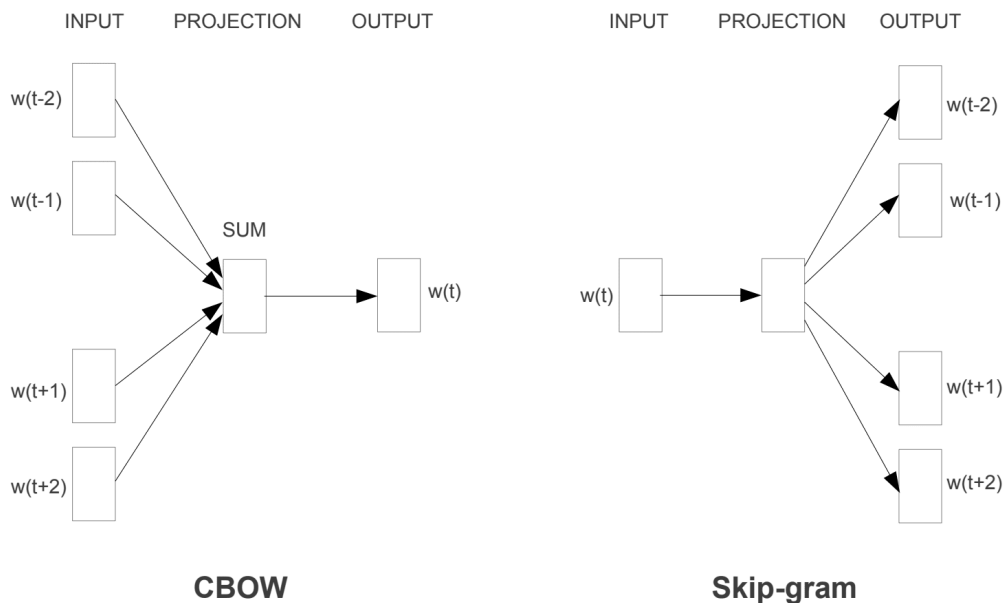 INPUT PROJECTION OUTPUT
w(t-2)
w(t-1)
SUM
w(t)
w(t+1)
w(t+2)
CBOW
INPUT PROJECTION OUTPUT
w(t-2)
w(t-1)
w(t)
w(t+1)
w(t+2)
Skip-gram